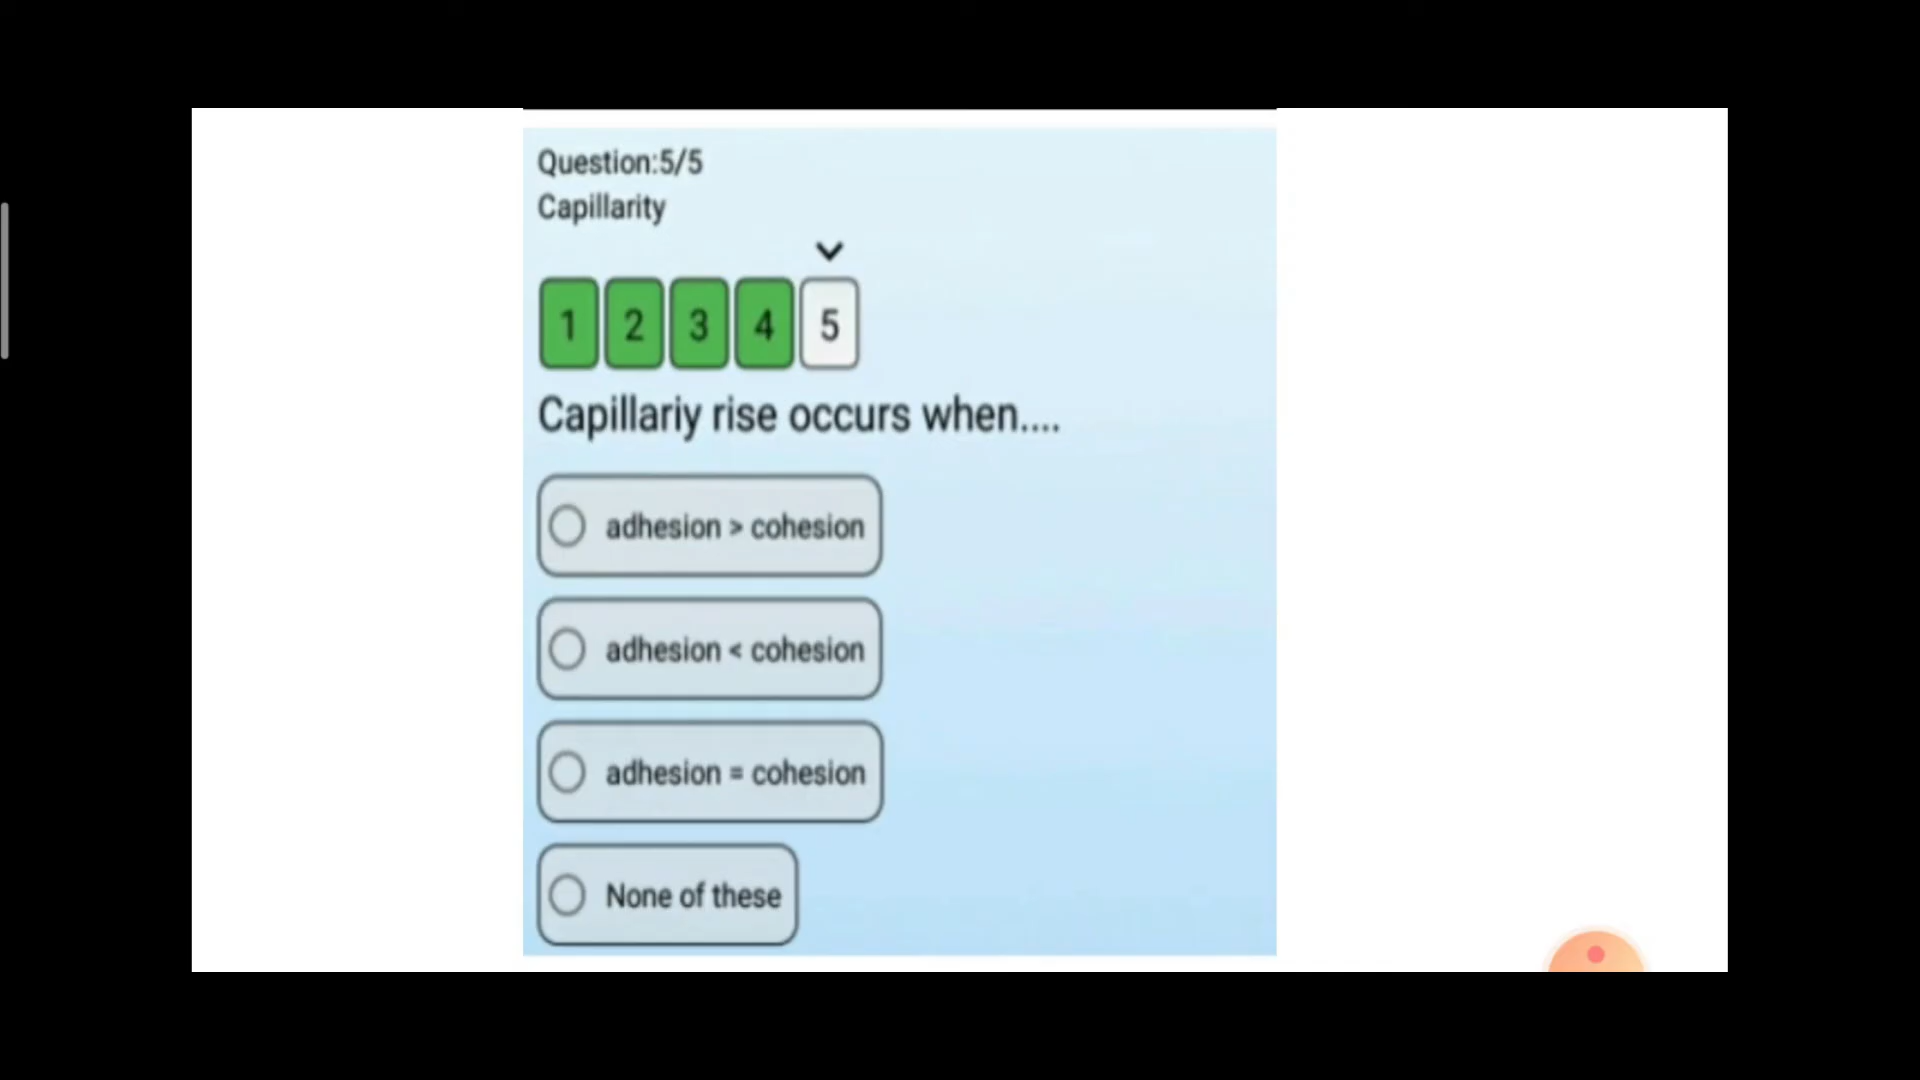 Question:5/5
Capillarity
1 2 3 4 5
Capillariy rise occurs when....
adhesion > cohesion
adhesion < cohesion
adhesion = cohesion
None of these